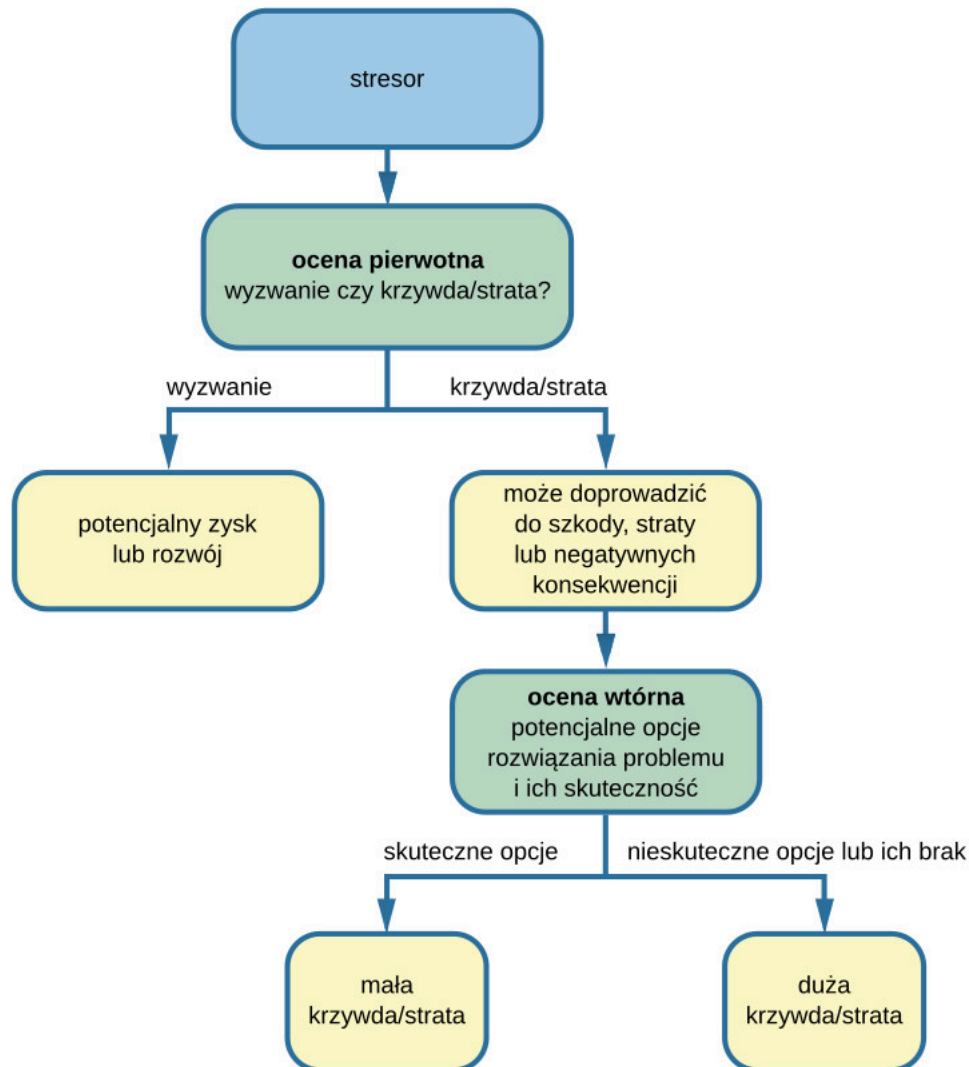 stresor
ocena pierwotna
wyzwanie czy krzywda/strata?
wyzwanie
krzywda/strata
potencjalny zysk
lub rozwój
może doprowadzić
do szkody, straty
lub negatywnych
konsekwencji
ocena wtórna
potencjalne opcje
rozwiązania problemu
i ich skuteczność
skuteczne opcje
nieskuteczne opcje lub ich brak
mała
krzywda/strata
duża
krzywda/strata